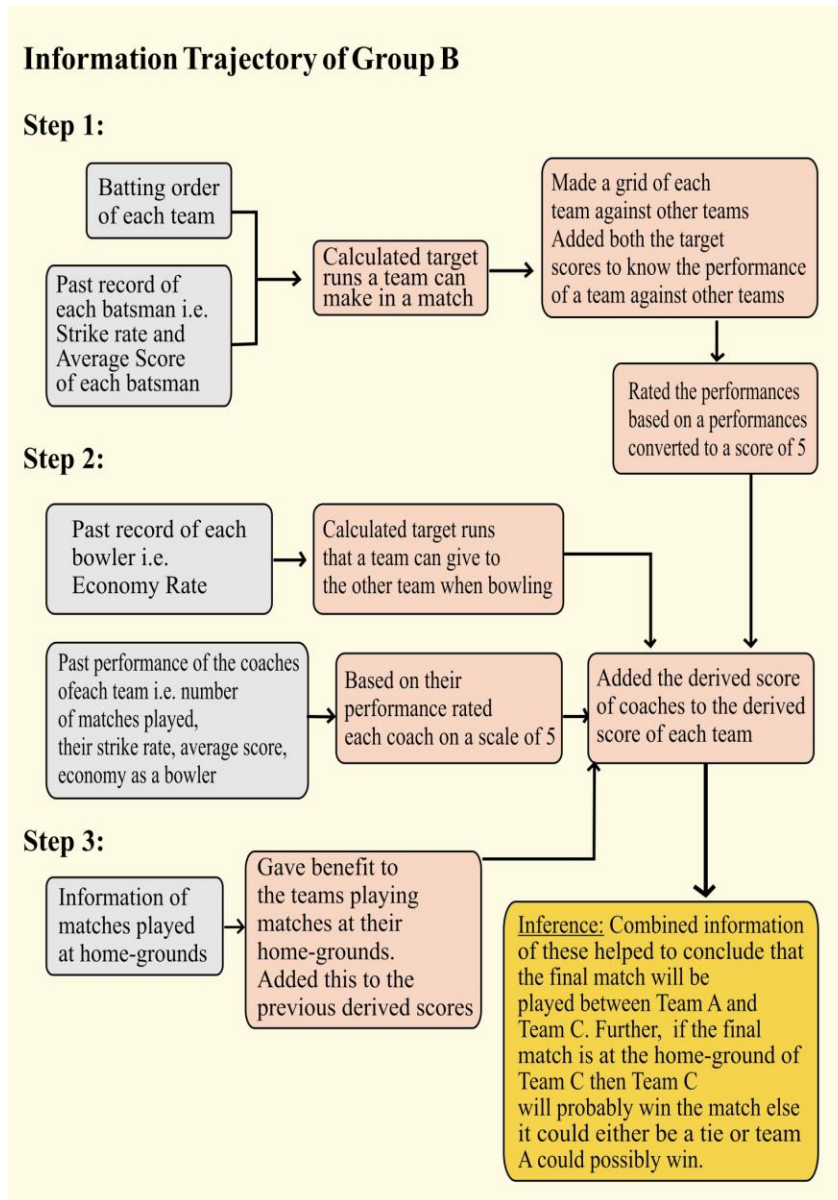 Information Trajectory of Group B
Step 1:
Batting order
of each team
Past record of
each batsman i.e.
Strike rate and
Average Score
of each batsman
Calculated target
runs a team can
make in a match
Made a grid of each
team against other teams
Added both the target
scores to know the performance
of a team against other teams
Rated the performances
based on a performances
converted to a score of 5
Step 2:
Past record of each
bowler i.e.
Economy Rate
Calculated target runs
that a team can give to
the other team when bowling
Past performance of the coaches
ofeach team i.e. number
of matches played,
their strike rate, average score,
economy as a bowler
Based on their
performance rated
each coach on a scale of 5
Added the derived score
of coaches to the derived
score of each team
Step 3:
Information of
matches played
at home-grounds
Gave benefit to
the teams playing
matches at their
home-grounds.
Added this to the
previous derived scores
Inference: Combined information
of these helped to conclude that
the final match will be
played between Team A and
Team C. Further, if the final
match is at the home-ground of
Team C then Team C
will probably win the match else
it could either be a tie or team
A could possibly win.